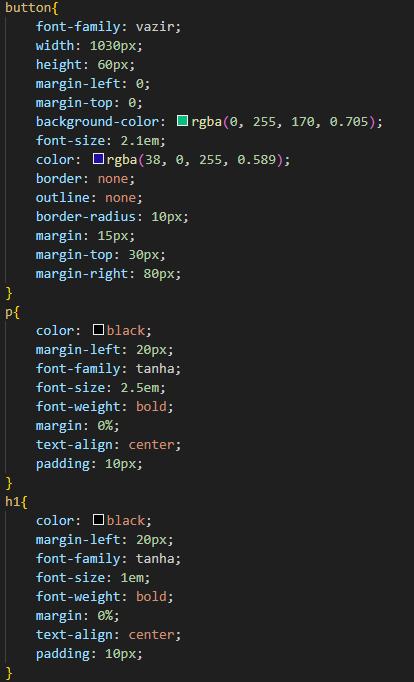 button{
font-family: vazir;
width: 1030px;
height: 60px;
margin-left: 0;
margin-top: 0;
background-color: rgba(0, 255, 170, 0.705);
font-size: 2.1em;
color: rgba(38, 0, 255, 0.589);
border: none;
outline: none;
border-radius: 10px;
margin: 15px;
margin-top: 30px;
margin-right: 80px;
}
p{
color: black;
margin-left: 20px;
font-family: tanha;
font-size: 2.5em;
font-weight: bold;
margin: 0%;
text-align: center;
padding: 10px;
}
h1{
color: black;
margin-left: 20px;
font-family: tanha;
font-size: 1em;
font-weight: bold;
margin: 0%;
text-align: center;
padding: 10px;
}